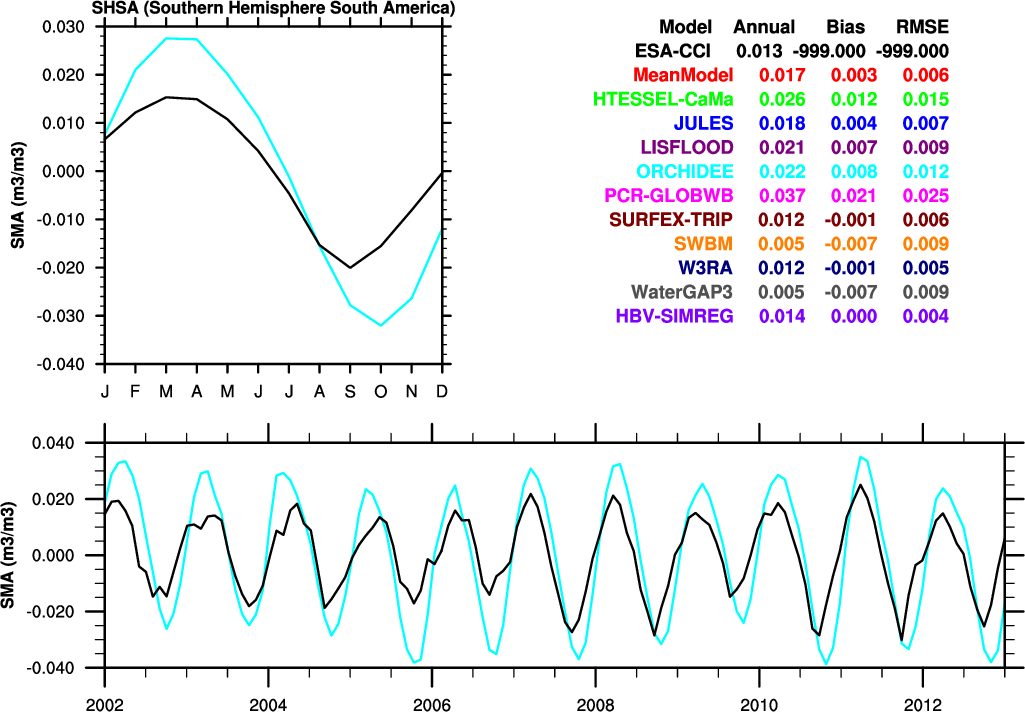 SHSA (Southern Hemisphere South America)
0.030
0.020
0.010
0.000
-0.010
-0.020
-0.030
-0.040
SMA (m3/m3)
J F M A M J J A S O N D
Model Annual Bias RMSE
ESA-CCI 0.013 -999.000 -999.000
MeanModel 0.017 0.003 0.006
HTESSEL-CaMa 0.026 0.012 0.015
JULES 0.018 0.004 0.007
LISFLOOD 0.021 0.007 0.009
ORCHIDEE 0.022 0.008 0.012
PCR-GLOBWB 0.037 0.021 0.025
SURFEX-TRIP 0.012 -0.001 0.006
SWBM 0.005 -0.007 0.009
W3RA 0.012 -0.001 0.005
WaterGAP3 0.005 -0.007 0.009
HBV-SIMREG 0.014 0.000 0.004
0.040
0.020
0.000
-0.020
-0.040
SMA (m3/m3)
2002 2004 2006 2008 2010 2012